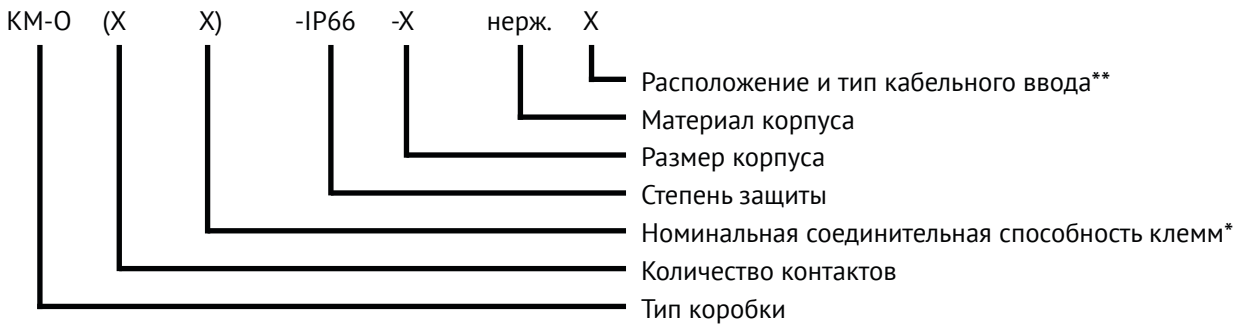 КМ-О (X X) -IP66 -X нерж. X
Расположение и тип кабельного ввода**
Материал корпуса
Размер корпуса
Степень защиты
Номинальная соединительная способность клемм*
Количество контактов
Тип коробки